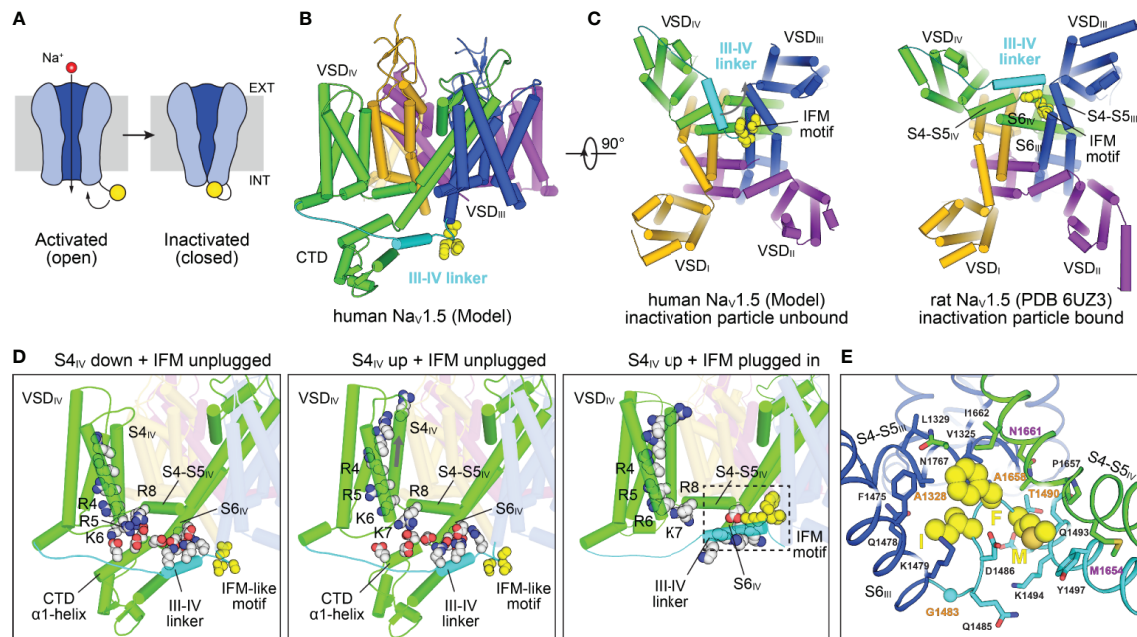 A
Na+
EXT
INT
Activated
(open)
Inactivated
(closed)
B
VSDIV
VSDIII
CTD
III-IV linker
human NaV1.5 (Model)
90°
C
VSDIV
VSDIII
III-IV
linker
IFM
motif
VSDI
VSDII
human NaV1.5 (Model)
inactivation particle unbound
VSDIV
VSDIII
III-IV
linker
S4-S5IV
S6IV
S6III
S4-S5III
IFM
motif
VSDI
VSDII
rat NaV1.5 (PDB 6UZ3)
inactivation particle bound
D
S4IV down + IFM unplugged
VSDIV
S4IV
S4-S5IV
R4
R8
R5
S6IV
K6
CTD
α1-helix
III-IV
linker
IFM-like
motif
S4IV up + IFM unplugged
VSDIV
S4IV
S4-S5IV
R4
R8
R5
S6IV
K6
K7
CTD
α1-helix
III-IV
linker
IFM-like
motif
S4IV up + IFM plugged in
VSDIV
S4-S5IV
R4
R8
R6
K7
IFM
motif
III-IV
linker
S6IV
E
S4-S5III
L1329
I1662
V1325
N1661
N1767
A1658
P1657
S4-S5IV
F1475
A1328
T1490
F
Q1478
I
M
Q1493
K1479
D1486
M1654
S6III
K1494
Y1497
G1483
Q1485